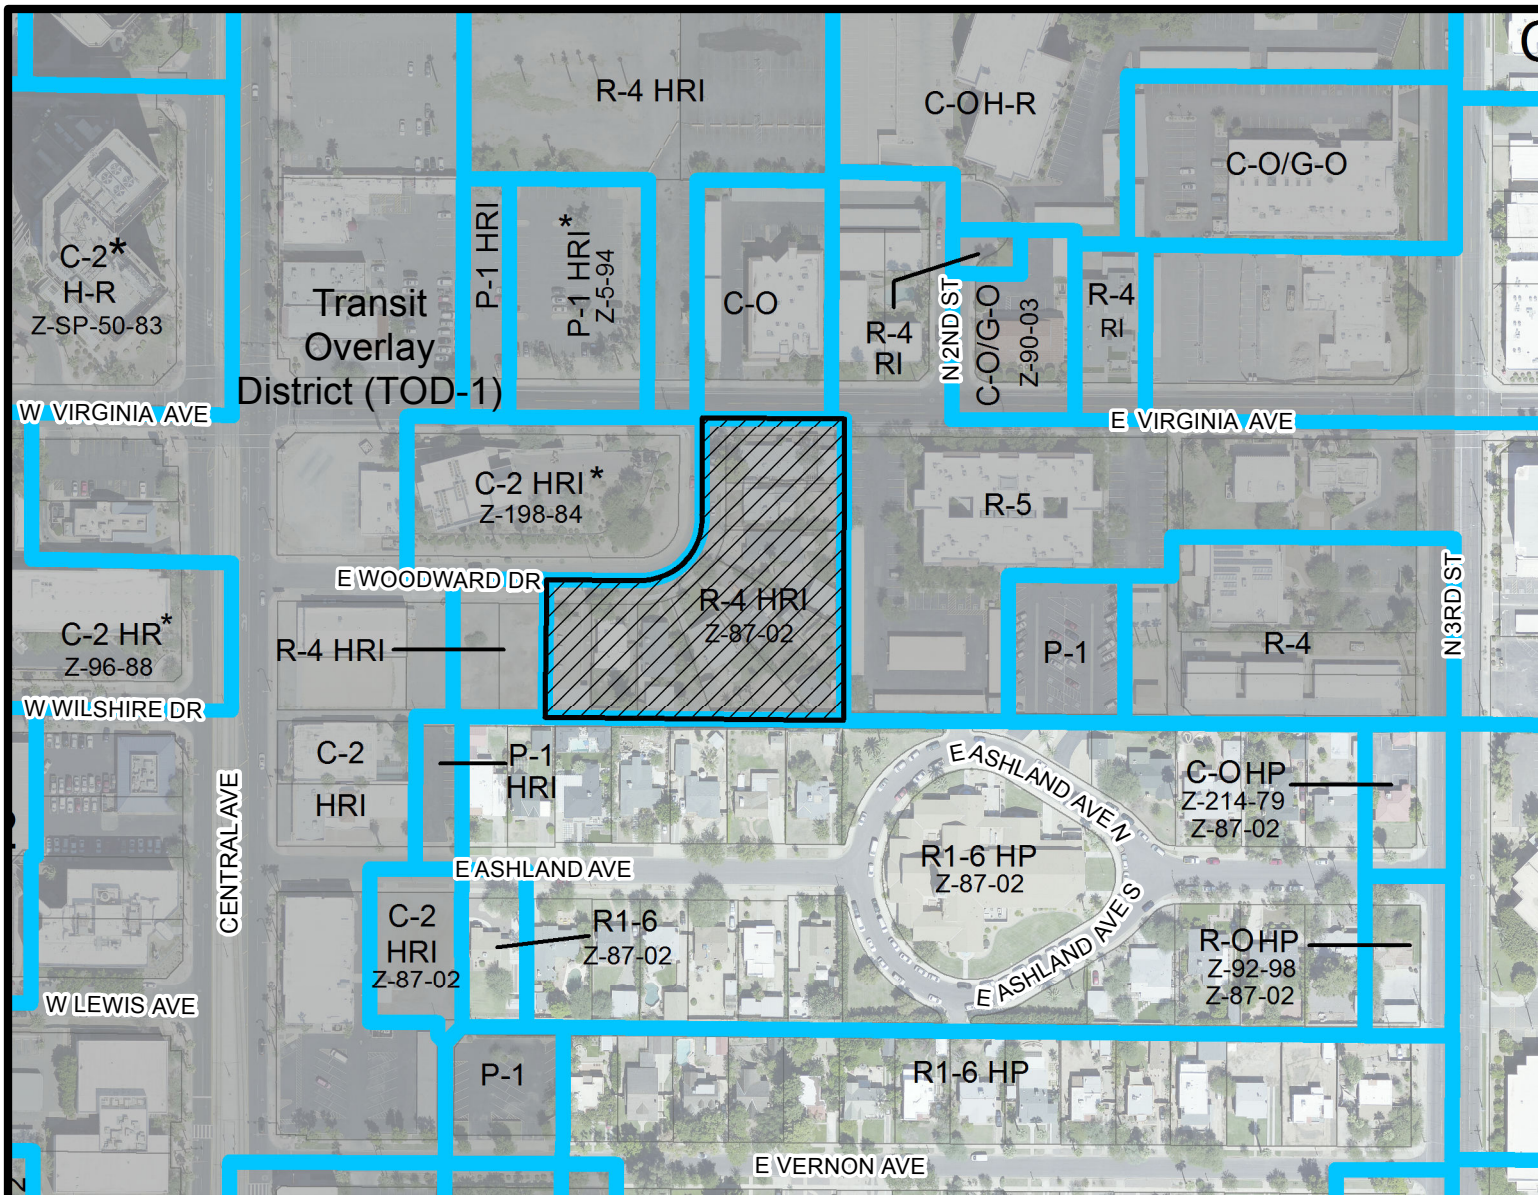 R-4 HRI
C-O H-R
C-O/G-O
C-2*
H-R
Z-SP-50-83
Transit
Overlay
District (TOD-1)
P-1 HRI
P-1 HRI*
Z-5-94
C-O
R-4
RI
N 2ND ST
C-O/G-O
Z-90-03
R-4
RI
W VIRGINIA AVE
E VIRGINIA AVE
C-2 HRI*
Z-198-84
R-5
E WOODWARD DR
R-4 HRI
Z-87-02
N 3RD ST
C-2 HR*
Z-96-88
R-4 HRI
P-1
R-4
W WILSHIRE DR
C-2
HRI
P-1
HRI
E ASHLAND AVE N
C-O HP
Z-214-79
Z-87-02
CENTRAL AVE
E ASHLAND AVE
R1-6 HP
Z-87-02
C-2
HRI
Z-87-02
R1-6
Z-87-02
E ASHLAND AVE S
R-O HP
Z-92-98
Z-87-02
W LEWIS AVE
P-1
R1-6 HP
E VERNON AVE